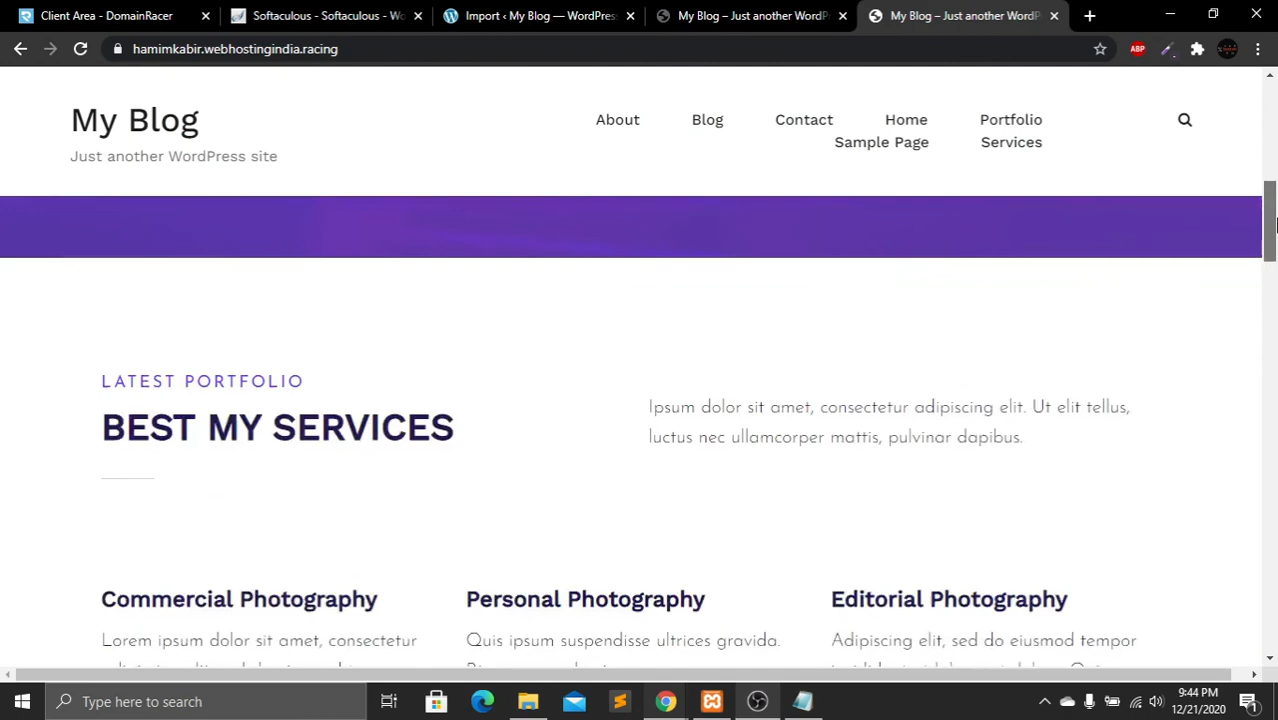 Client Area - DomainRacer
Softaculous - Softaculous - Wo
Import ‹ My Blog — WordPres
My Blog – Just another WordP
My Blog – Just another WordP
hamimkabir.webhostingindia.racing
ABP
My Blog
Just another WordPress site
About Blog Contact Home Portfolio
Sample Page Services
LATEST PORTFOLIO
BEST MY SERVICES
Ipsum dolor sit amet, consectetur adipiscing elit. Ut elit tellus,
luctus nec ullamcorper mattis, pulvinar dapibus.
Commercial Photography
Lorem ipsum dolor sit amet, consectetur
Personal Photography
Quis ipsum suspendisse ultrices gravida.
Editorial Photography
Adipiscing elit, sed do eiusmod tempor
Type here to search
9:44 PM
12/21/2020
1